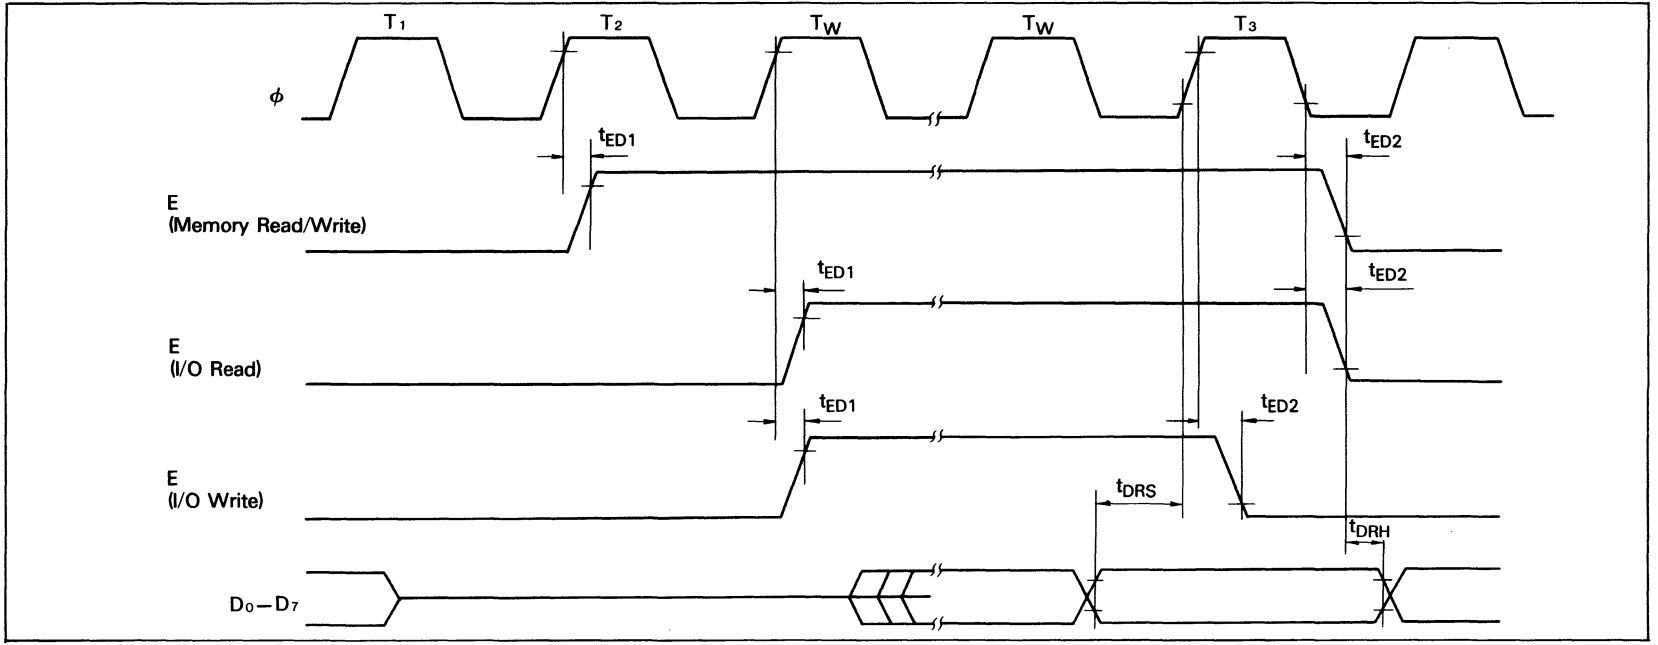 T1 T2 TW TW T3
φ
tED1 tED2
E
(Memory Read/Write)
tED1 tED2
E
(I/O Read)
tED1 tED2
E
(I/O Write)
tDRS
tDRH
D0–D7